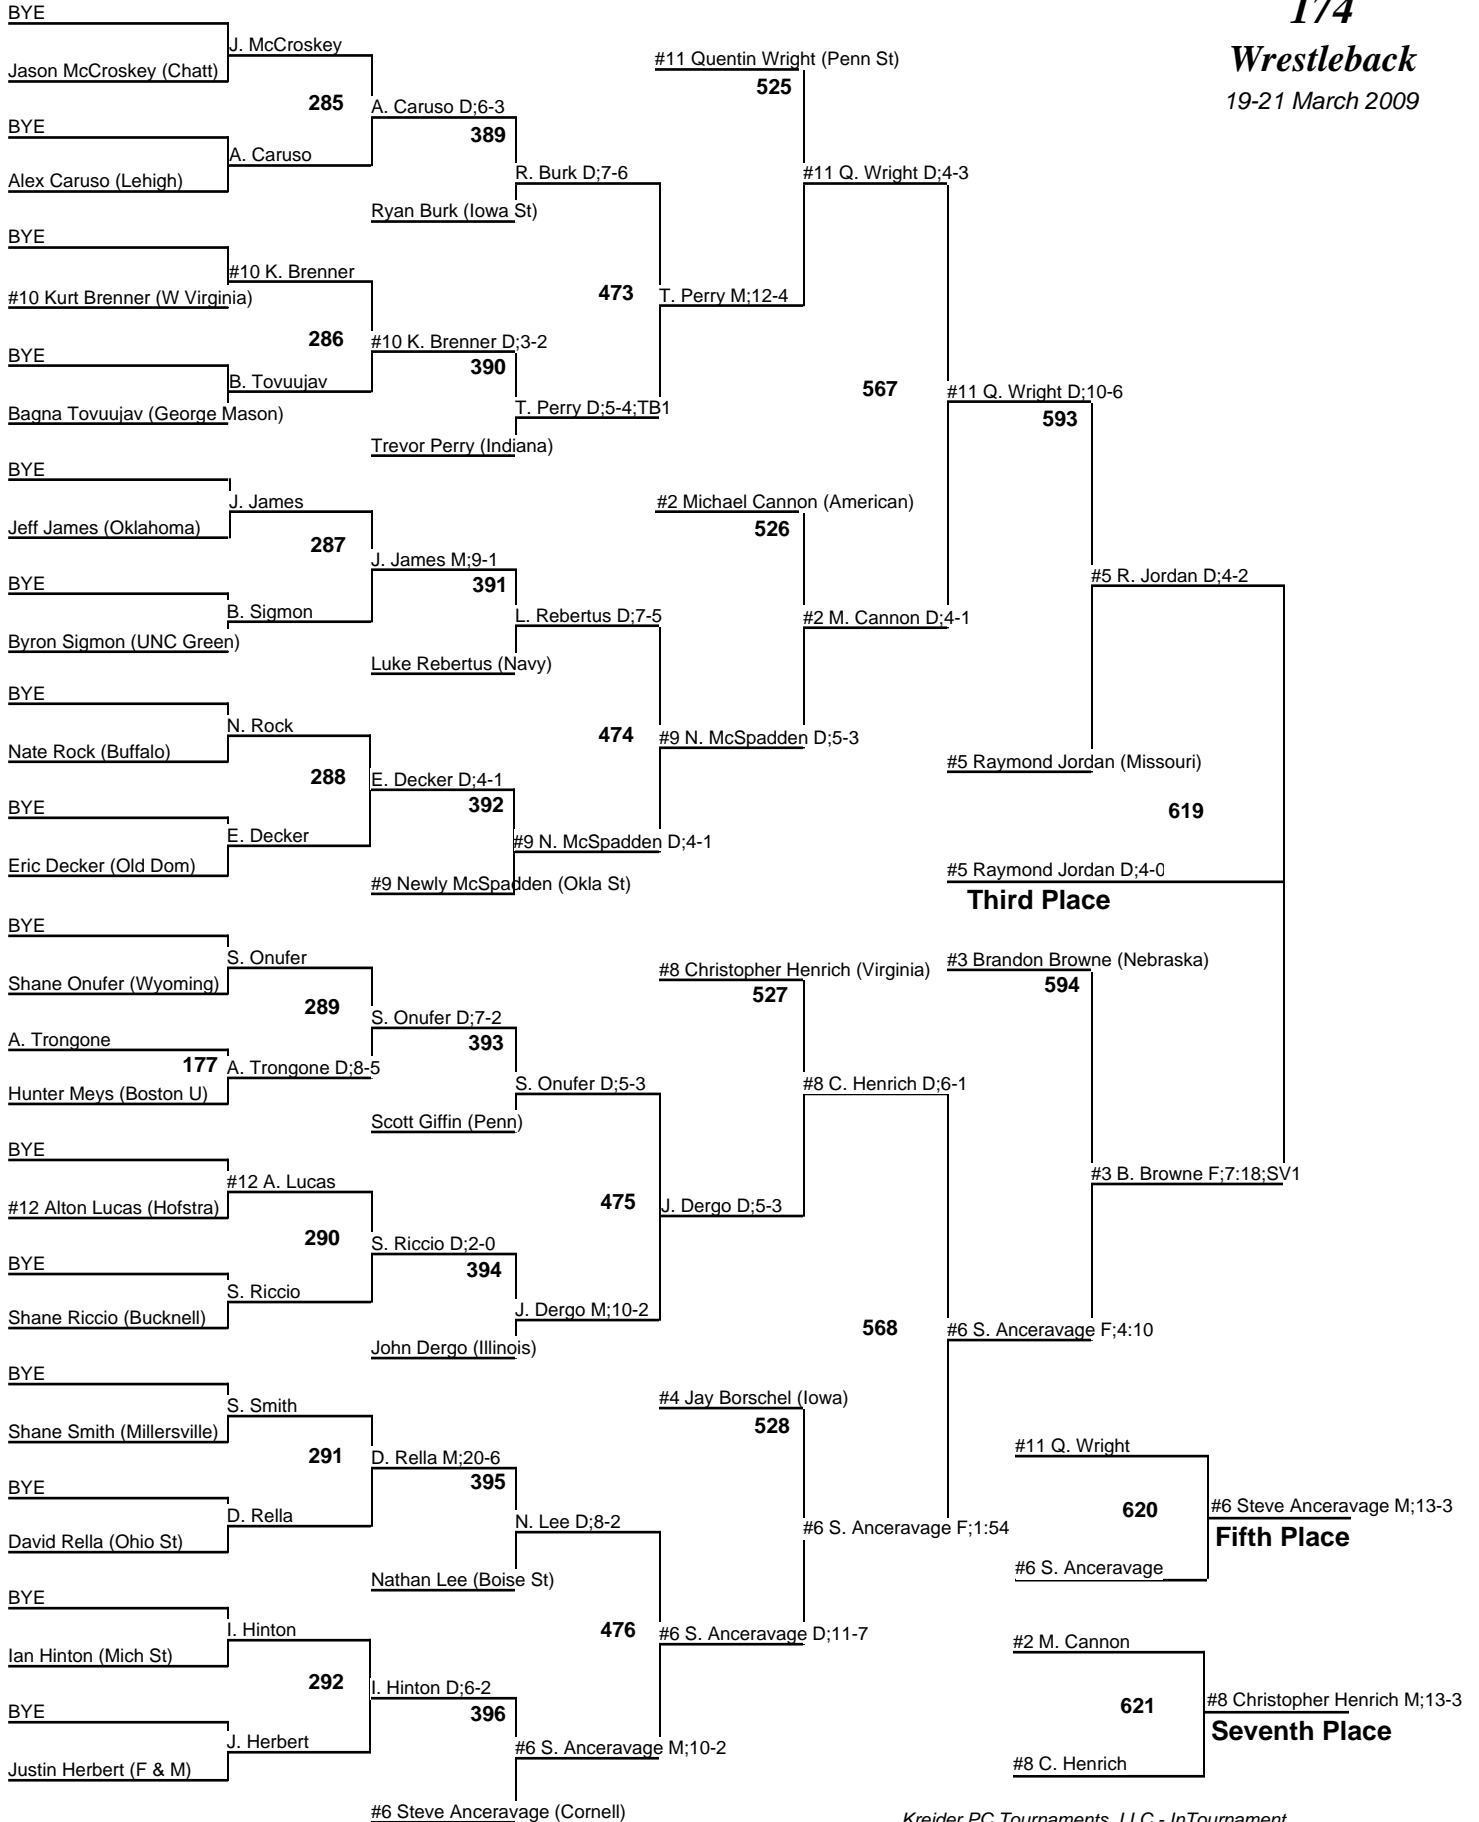 174
Wrestleback
19-21 March 2009
BYE
J. McCroskey
Jason McCroskey (Chatt)
285
A. Caruso D;6-3
BYE
389
A. Caruso
Alex Caruso (Lehigh)
R. Burk D;7-6
Ryan Burk (Iowa St)
BYE
#10 K. Brenner
#10 Kurt Brenner (W Virginia)
473
T. Perry M;12-4
286
#10 K. Brenner D;3-2
BYE
390
B. Tovuujav
Bagna Tovuujav (George Mason)
T. Perry D;5-4;TB1
Trevor Perry (Indiana)
#11 Quentin Wright (Penn St)
525
#11 Q. Wright D;4-3
567
#11 Q. Wright D;10-6
593
BYE
J. James
Jeff James (Oklahoma)
287
J. James M;9-1
BYE
391
B. Sigmon
Byron Sigmon (UNC Green)
L. Rebertus D;7-5
Luke Rebertus (Navy)
#2 Michael Cannon (American)
526
#2 M. Cannon D;4-1
#5 R. Jordan D;4-2
BYE
N. Rock
Nate Rock (Buffalo)
474
#9 N. McSpadden D;5-3
#5 Raymond Jordan (Missouri)
288
E. Decker D;4-1
BYE
392
E. Decker
#9 N. McSpadden D;4-1
Eric Decker (Old Dom)
#9 Newly McSpadden (Okla St)
619
#5 Raymond Jordan D;4-0
Third Place
BYE
S. Onufer
Shane Onufer (Wyoming)
289
S. Onufer D;7-2
A. Trongone
393
177
A. Trongone D;8-5
Hunter Meys (Boston U)
S. Onufer D;5-3
Scott Giffin (Penn)
#8 Christopher Henrich (Virginia)
527
#8 C. Henrich D;6-1
#3 Brandon Browne (Nebraska)
594
BYE
#12 A. Lucas
#12 Alton Lucas (Hofstra)
475
J. Dergo D;5-3
#3 B. Browne F;7:18;SV1
290
S. Riccio D;2-0
BYE
394
S. Riccio
Shane Riccio (Bucknell)
J. Dergo M;10-2
John Dergo (Illinois)
568
#6 S. Anceravage F;4:10
BYE
S. Smith
Shane Smith (Millersville)
#4 Jay Borschel (Iowa)
528
291
D. Rella M;20-6
BYE
395
D. Rella
David Rella (Ohio St)
N. Lee D;8-2
#6 S. Anceravage F;1:54
Nathan Lee (Boise St)
#11 Q. Wright
620
#6 Steve Anceravage M;13-3
Fifth Place
#6 S. Anceravage
BYE
I. Hinton
Ian Hinton (Mich St)
476
#6 S. Anceravage D;11-7
292
I. Hinton D;6-2
BYE
396
J. Herbert
Justin Herbert (F & M)
#6 S. Anceravage M;10-2
#6 Steve Anceravage (Cornell)
#2 M. Cannon
621
#8 Christopher Henrich M;13-3
Seventh Place
#8 C. Henrich
Kreider PC Tournaments, LLC - InTournament